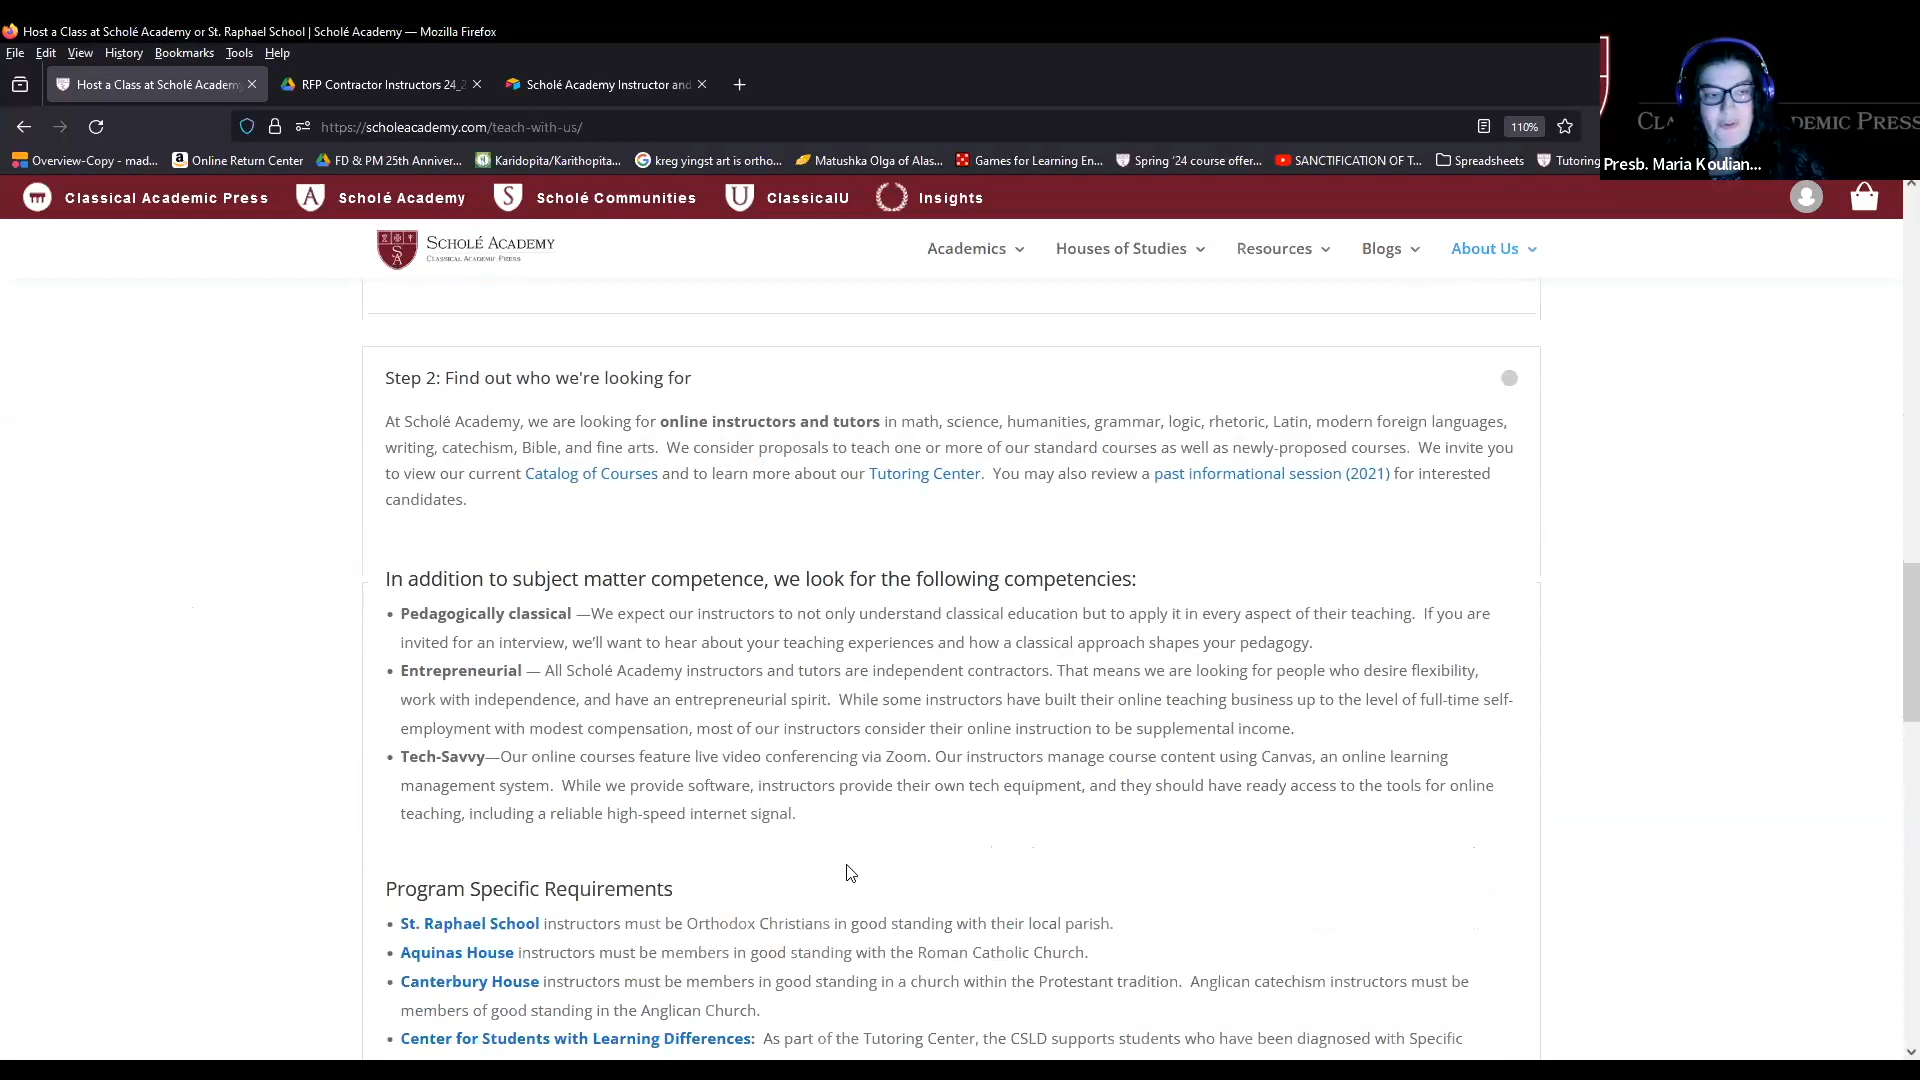 Host a Class at Scholé Academy or St. Raphael School | Scholé Academy — Mozilla Firefox
File Edit View History Bookmarks Tools Help
Host a Class at Scholé Academy
RFP Contractor Instructors 24_2
Scholé Academy Instructor and
https://scholeacademy.com/teach-with-us/
110%
Overview-Copy - mad...
Online Return Center
FD & PM 25th Anniver...
Karidopita/Karithopita...
kreg yingst art is ortho...
Matushka Olga of Alas...
Games for Learning En...
Spring '24 course offer...
SANCTIFICATION OF T...
Spreadsheets
Tutoring
DEMIC PRESS
Presb. Maria Koulian...
Classical Academic Press
A Scholé Academy
S Scholé Communities
U ClassicalU
Insights
SCHOLÉ ACADEMY
CLASSICAL ACADEMIC PRESS
Academics
Houses of Studies
Resources
Blogs
About Us
Step 2: Find out who we're looking for
At Scholé Academy, we are looking for online instructors and tutors in math, science, humanities, grammar, logic, rhetoric, Latin, modern foreign languages,
writing, catechism, Bible, and fine arts. We consider proposals to teach one or more of our standard courses as well as newly-proposed courses. We invite you
to view our current Catalog of Courses and to learn more about our Tutoring Center. You may also review a past informational session (2021) for interested
candidates.
In addition to subject matter competence, we look for the following competencies:
• Pedagogically classical —We expect our instructors to not only understand classical education but to apply it in every aspect of their teaching. If you are
invited for an interview, we'll want to hear about your teaching experiences and how a classical approach shapes your pedagogy.
• Entrepreneurial — All Scholé Academy instructors and tutors are independent contractors. That means we are looking for people who desire flexibility,
work with independence, and have an entrepreneurial spirit. While some instructors have built their online teaching business up to the level of full-time self-
employment with modest compensation, most of our instructors consider their online instruction to be supplemental income.
• Tech-Savvy—Our online courses feature live video conferencing via Zoom. Our instructors manage course content using Canvas, an online learning
management system. While we provide software, instructors provide their own tech equipment, and they should have ready access to the tools for online
teaching, including a reliable high-speed internet signal.
Program Specific Requirements
• St. Raphael School instructors must be Orthodox Christians in good standing with their local parish.
• Aquinas House instructors must be members in good standing with the Roman Catholic Church.
• Canterbury House instructors must be members in good standing in a church within the Protestant tradition. Anglican catechism instructors must be
members of good standing in the Anglican Church.
• Center for Students with Learning Differences: As part of the Tutoring Center, the CSLD supports students who have been diagnosed with Specific